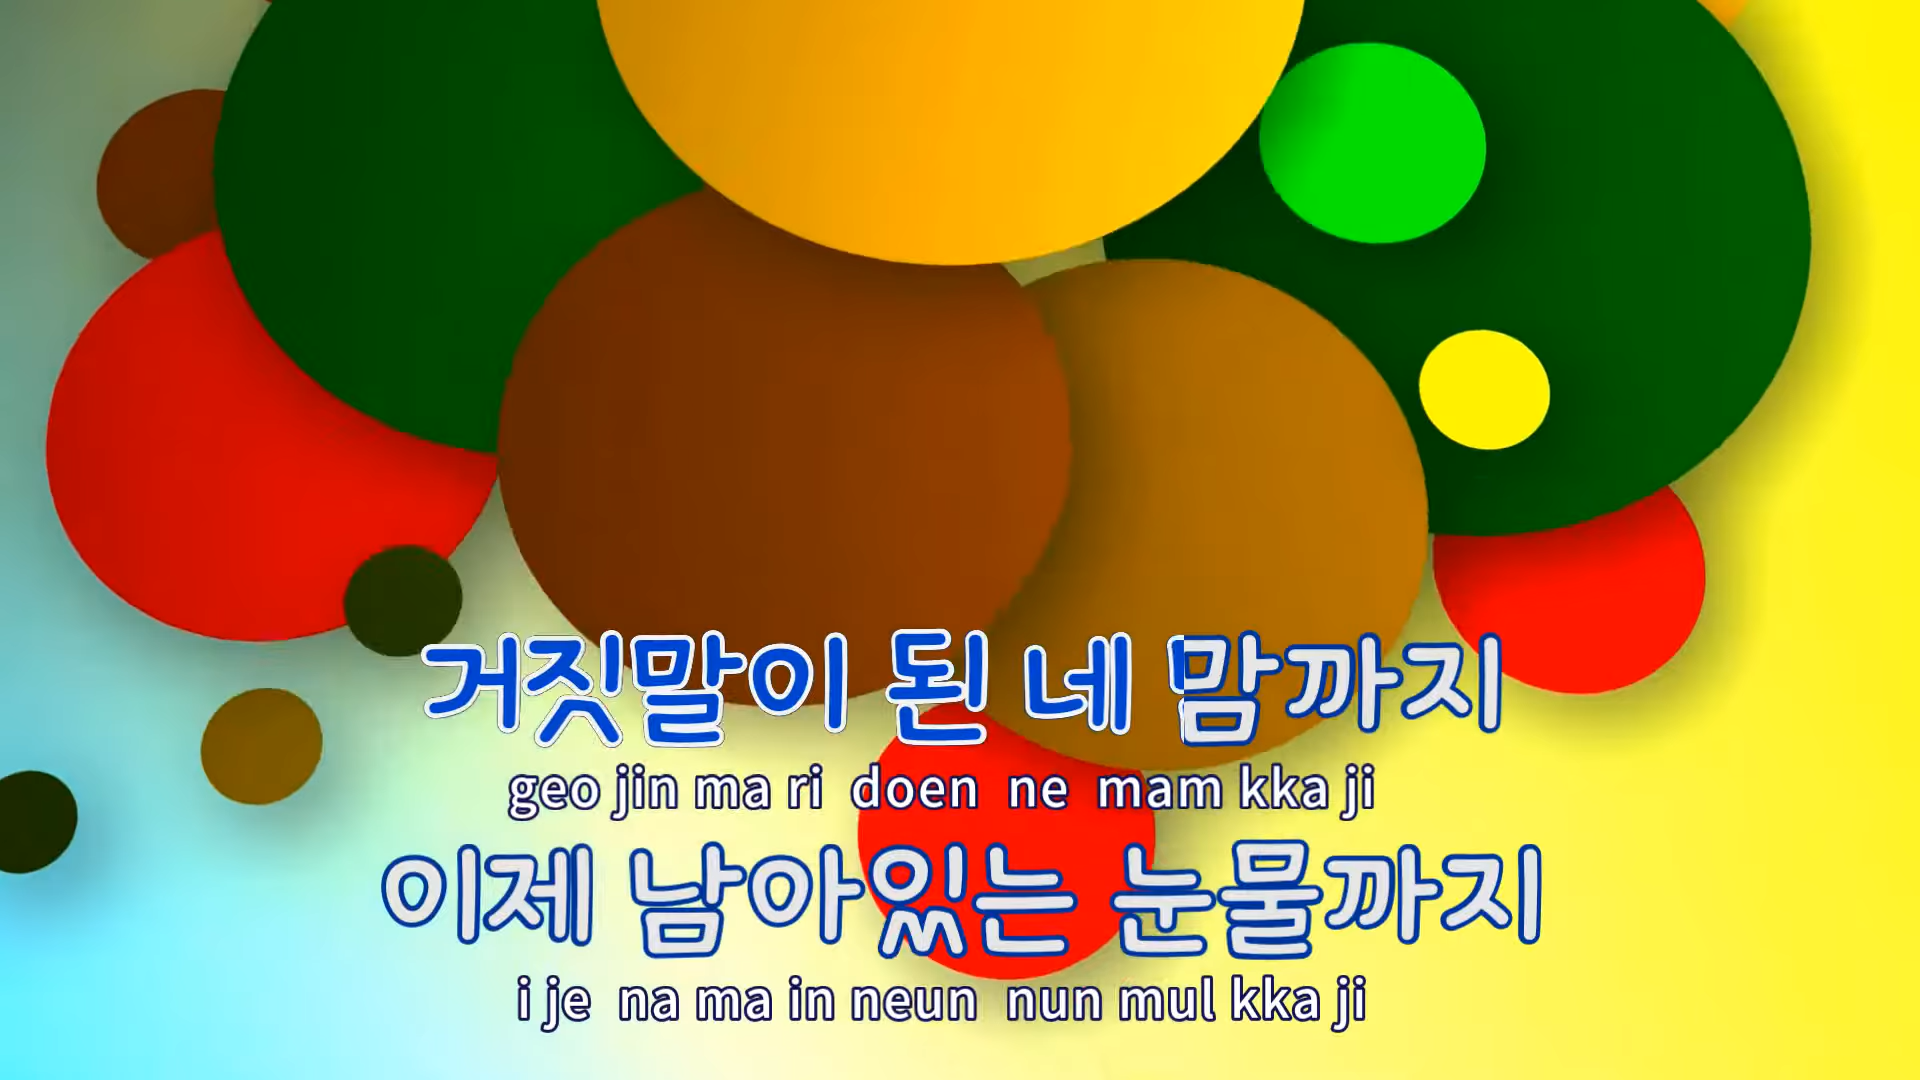 거짓말이 된 네 맘까지
geo jin ma ri doen ne mam kka ji
이제 남아있는 눈물까지
i je na ma in neun nun mul kka ji